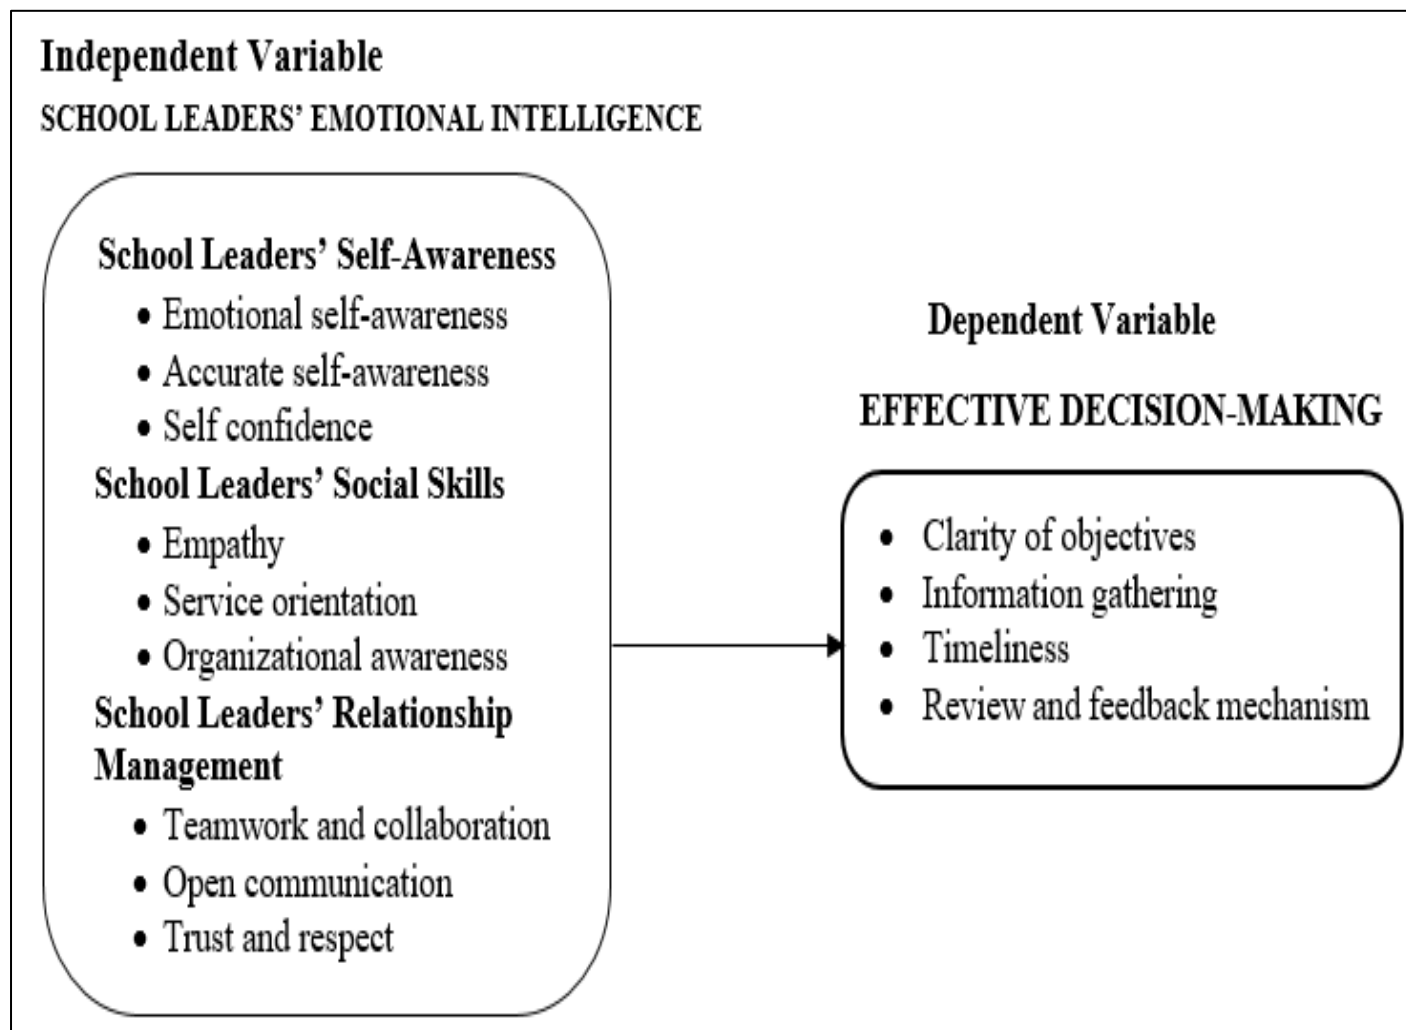 Independent Variable
SCHOOL LEADERS’ EMOTIONAL INTELLIGENCE
School Leaders’ Self-Awareness
• Emotional self-awareness
• Accurate self-awareness
• Self confidence
School Leaders’ Social Skills
• Empathy
• Service orientation
• Organizational awareness
School Leaders’ Relationship
Management
• Teamwork and collaboration
• Open communication
• Trust and respect
Dependent Variable
EFFECTIVE DECISION-MAKING
• Clarity of objectives
• Information gathering
• Timeliness
• Review and feedback mechanism